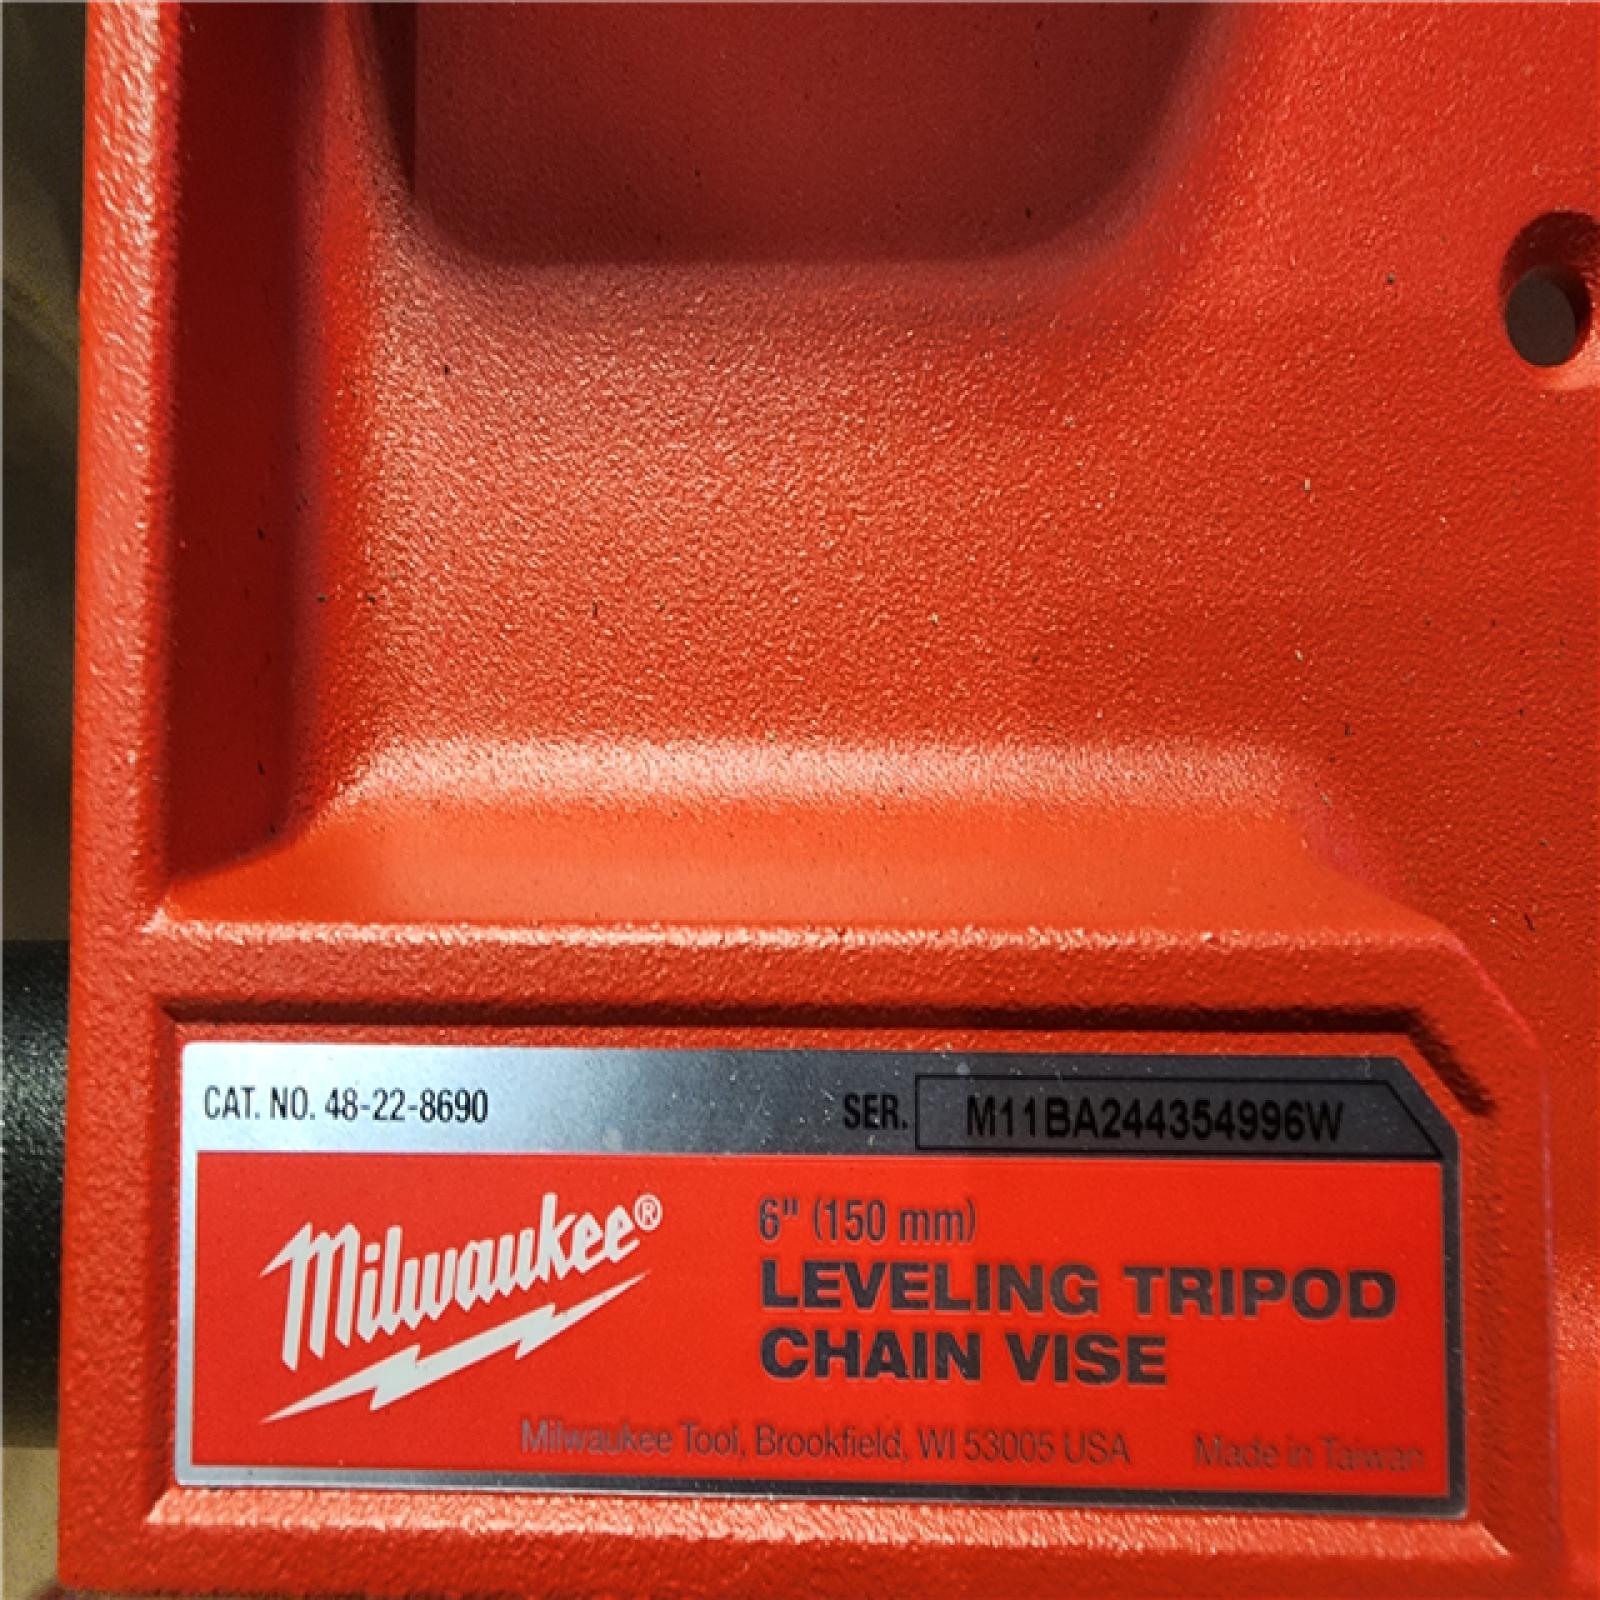 CAT. NO. 48-22-8690 SER. M11BA244354996W
Milwaukee®
6" (150 mm)
LEVELING TRIPOD
CHAIN VISE
Milwaukee Tool, Brookfield, WI 53005 USA Made in Taiwan